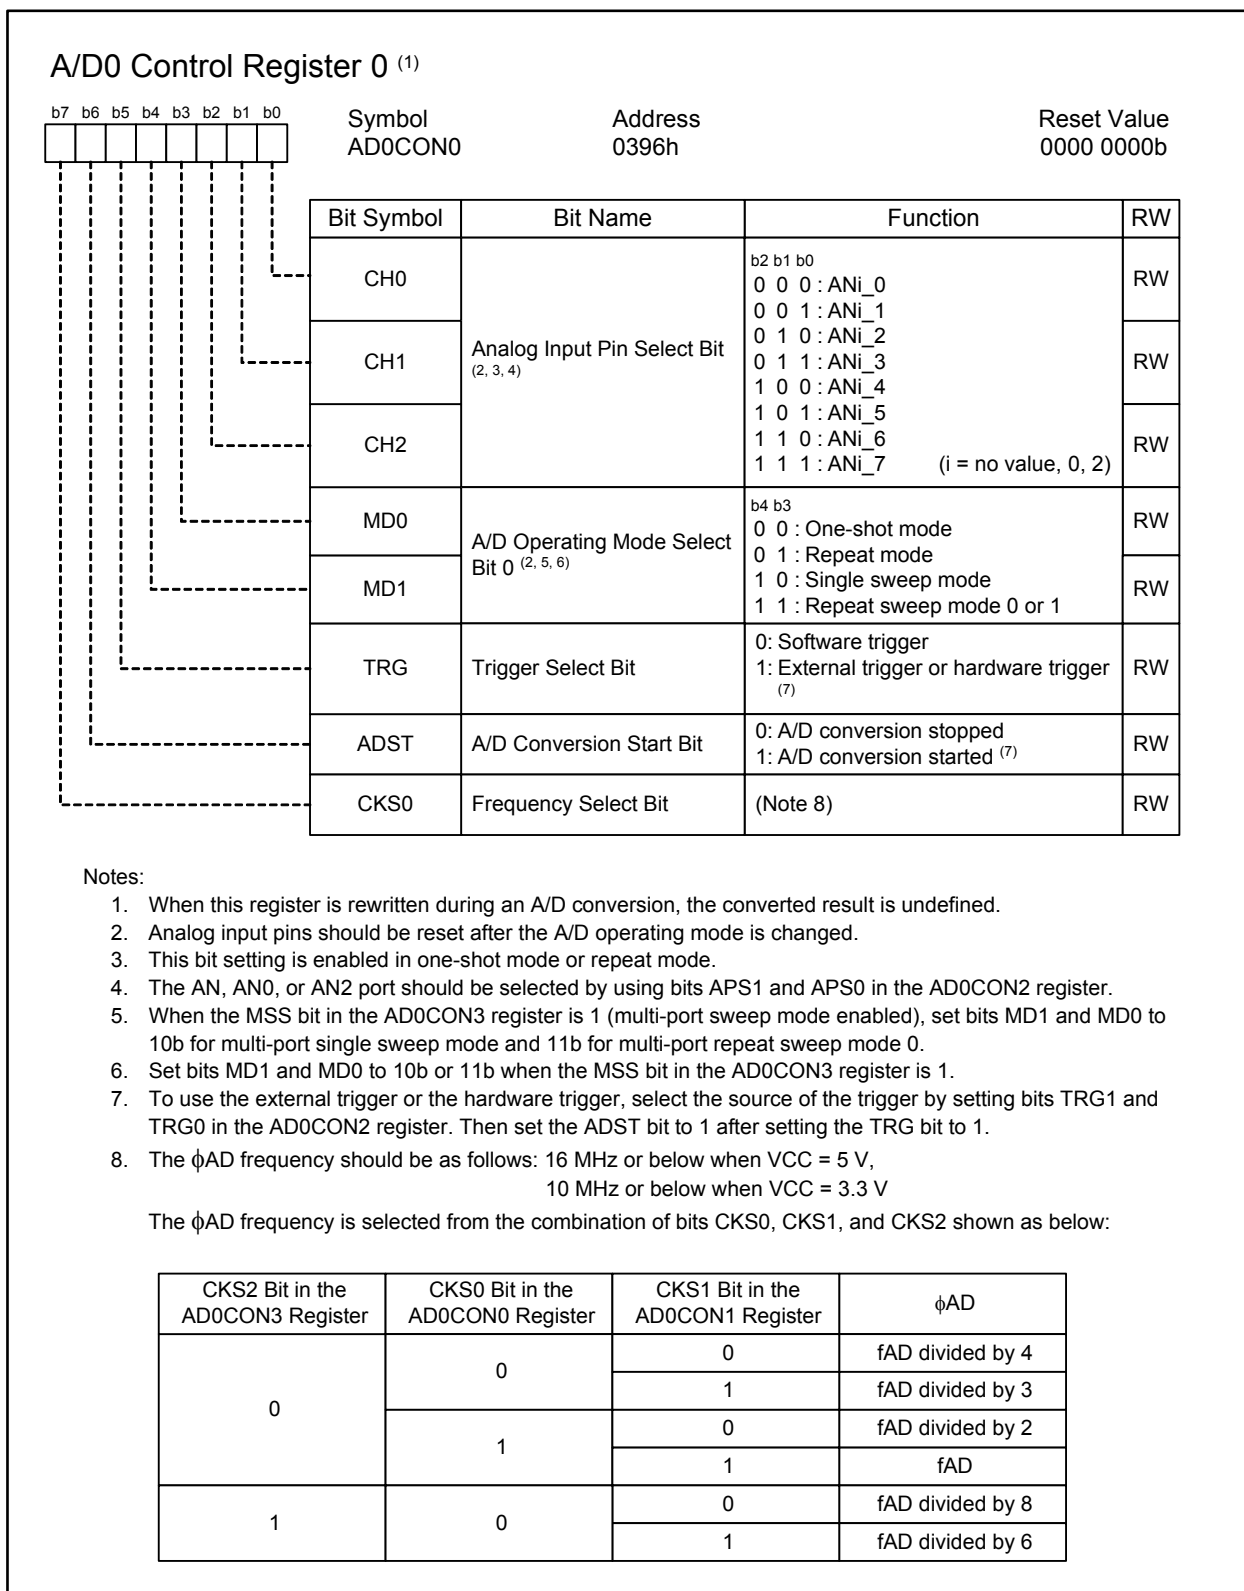 A/D0 Control Register 0 (1)
b7 b6 b5 b4 b3 b2 b1 b0
Symbol Address Reset Value
AD0CON0 0396h 0000 0000b
Bit Symbol Bit Name Function RW
CH0 RW
CH1 Analog Input Pin Select Bit (2, 3, 4) RW
CH2 RW
b2 b1 b0
0 0 0 : ANi_0
0 0 1 : ANi_1
0 1 0 : ANi_2
0 1 1 : ANi_3
1 0 0 : ANi_4
1 0 1 : ANi_5
1 1 0 : ANi_6
1 1 1 : ANi_7 (i = no value, 0, 2)
MD0 RW
A/D Operating Mode Select
Bit 0 (2, 5, 6)
MD1 RW
b4 b3
0 0 : One-shot mode
0 1 : Repeat mode
1 0 : Single sweep mode
1 1 : Repeat sweep mode 0 or 1
TRG Trigger Select Bit RW
0: Software trigger
1: External trigger or hardware trigger
(7)
ADST A/D Conversion Start Bit RW
0: A/D conversion stopped
1: A/D conversion started (7)
CKS0 Frequency Select Bit (Note 8) RW
Notes:
1. When this register is rewritten during an A/D conversion, the converted result is undefined.
2. Analog input pins should be reset after the A/D operating mode is changed.
3. This bit setting is enabled in one-shot mode or repeat mode.
4. The AN, AN0, or AN2 port should be selected by using bits APS1 and APS0 in the AD0CON2 register.
5. When the MSS bit in the AD0CON3 register is 1 (multi-port sweep mode enabled), set bits MD1 and MD0 to
10b for multi-port single sweep mode and 11b for multi-port repeat sweep mode 0.
6. Set bits MD1 and MD0 to 10b or 11b when the MSS bit in the AD0CON3 register is 1.
7. To use the external trigger or the hardware trigger, select the source of the trigger by setting bits TRG1 and
TRG0 in the AD0CON2 register. Then set the ADST bit to 1 after setting the TRG bit to 1.
8. The ϕAD frequency should be as follows: 16 MHz or below when VCC = 5 V,
10 MHz or below when VCC = 3.3 V
The ϕAD frequency is selected from the combination of bits CKS0, CKS1, and CKS2 shown as below:
CKS2 Bit in the CKS0 Bit in the CKS1 Bit in the ϕAD
AD0CON3 Register AD0CON0 Register AD0CON1 Register
0 0 0 fAD divided by 4
1 fAD divided by 3
1 0 fAD divided by 2
1 fAD
1 0 0 fAD divided by 8
1 fAD divided by 6